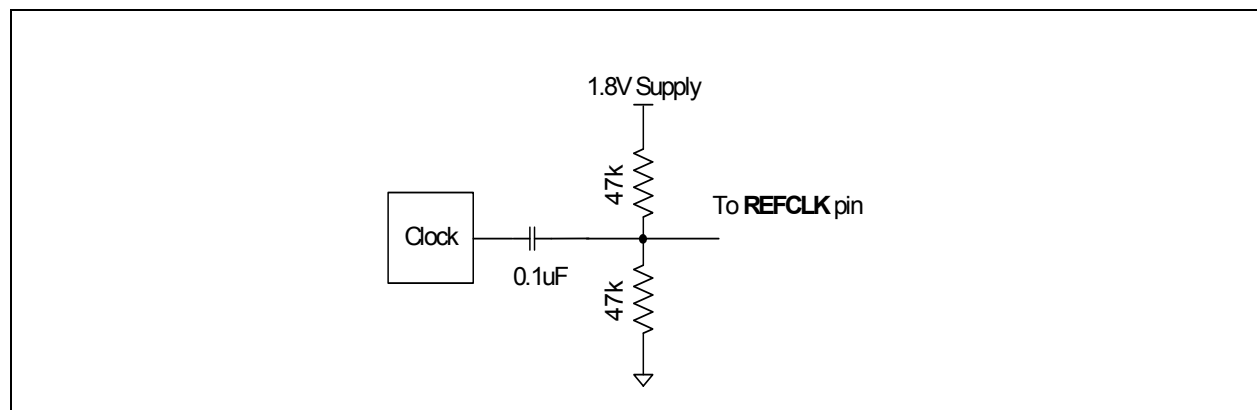 1.8V Supply
47k
To REFCLK pin
Clock
0.1uF
47k